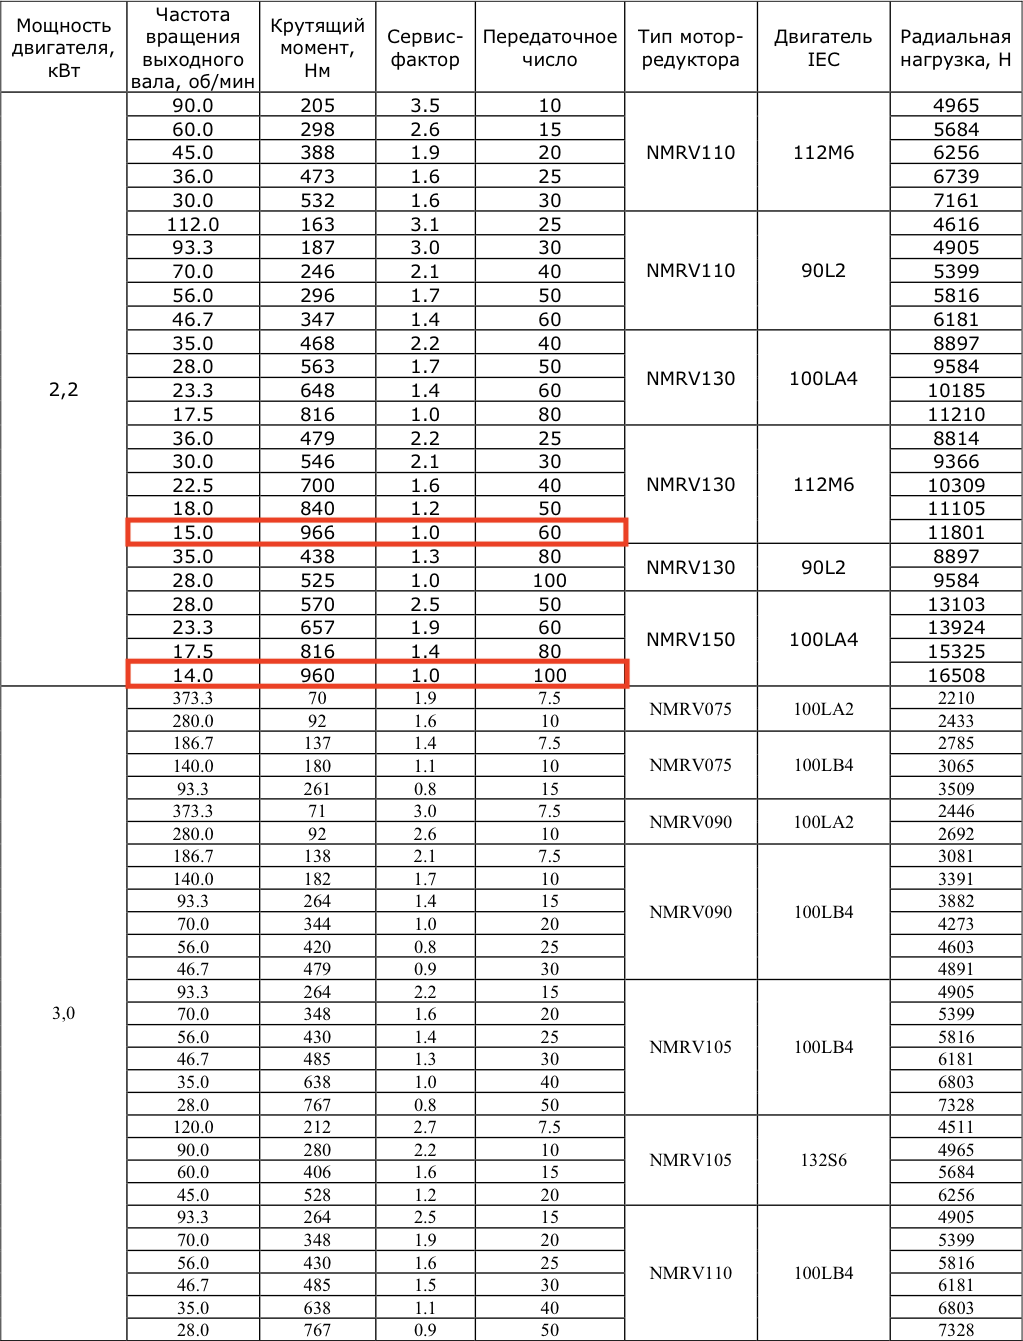 Мощность двигателя, кВт | Частота вращения выходного вала, об/мин | Крутящий момент, Нм | Сервис-фактор | Передаточное число | Тип мотор-редуктора | Двигатель IEC | Радиальная нагрузка, Н
90.0 205 3.5 10 4965
60.0 298 2.6 15 5684
45.0 388 1.9 20 NMRV110 112M6 6256
36.0 473 1.6 25 6739
30.0 532 1.6 30 7161
112.0 163 3.1 25 4616
93.3 187 3.0 30 4905
70.0 246 2.1 40 NMRV110 90L2 5399
56.0 296 1.7 50 5816
46.7 347 1.4 60 6181
35.0 468 2.2 40 8897
28.0 563 1.7 50 9584
2,2 23.3 648 1.4 60 NMRV130 100LA4 10185
17.5 816 1.0 80 11210
36.0 479 2.2 25 8814
30.0 546 2.1 30 9366
22.5 700 1.6 40 NMRV130 112M6 10309
18.0 840 1.2 50 11105
15.0 966 1.0 60 11801
35.0 438 1.3 80 NMRV130 90L2 8897
28.0 525 1.0 100 9584
28.0 570 2.5 50 13103
23.3 657 1.9 60 NMRV150 100LA4 13924
17.5 816 1.4 80 15325
14.0 960 1.0 100 16508
373.3 70 1.9 7.5 NMRV075 100LA2 2210
280.0 92 1.6 10 2433
186.7 137 1.4 7.5 2785
140.0 180 1.1 10 NMRV075 100LB4 3065
93.3 261 0.8 15 3509
373.3 71 3.0 7.5 NMRV090 100LA2 2446
280.0 92 2.6 10 2692
186.7 138 2.1 7.5 3081
140.0 182 1.7 10 3391
93.3 264 1.4 15 NMRV090 100LB4 3882
70.0 344 1.0 20 4273
56.0 420 0.8 25 4603
46.7 479 0.9 30 4891
93.3 264 2.2 15 4905
3,0 70.0 348 1.6 20 5399
56.0 430 1.4 25 NMRV105 100LB4 5816
46.7 485 1.3 30 6181
35.0 638 1.0 40 6803
28.0 767 0.8 50 7328
120.0 212 2.7 7.5 4511
90.0 280 2.2 10 NMRV105 132S6 4965
60.0 406 1.6 15 5684
45.0 528 1.2 20 6256
93.3 264 2.5 15 4905
70.0 348 1.9 20 5399
56.0 430 1.6 25 NMRV110 100LB4 5816
46.7 485 1.5 30 6181
35.0 638 1.1 40 6803
28.0 767 0.9 50 7328